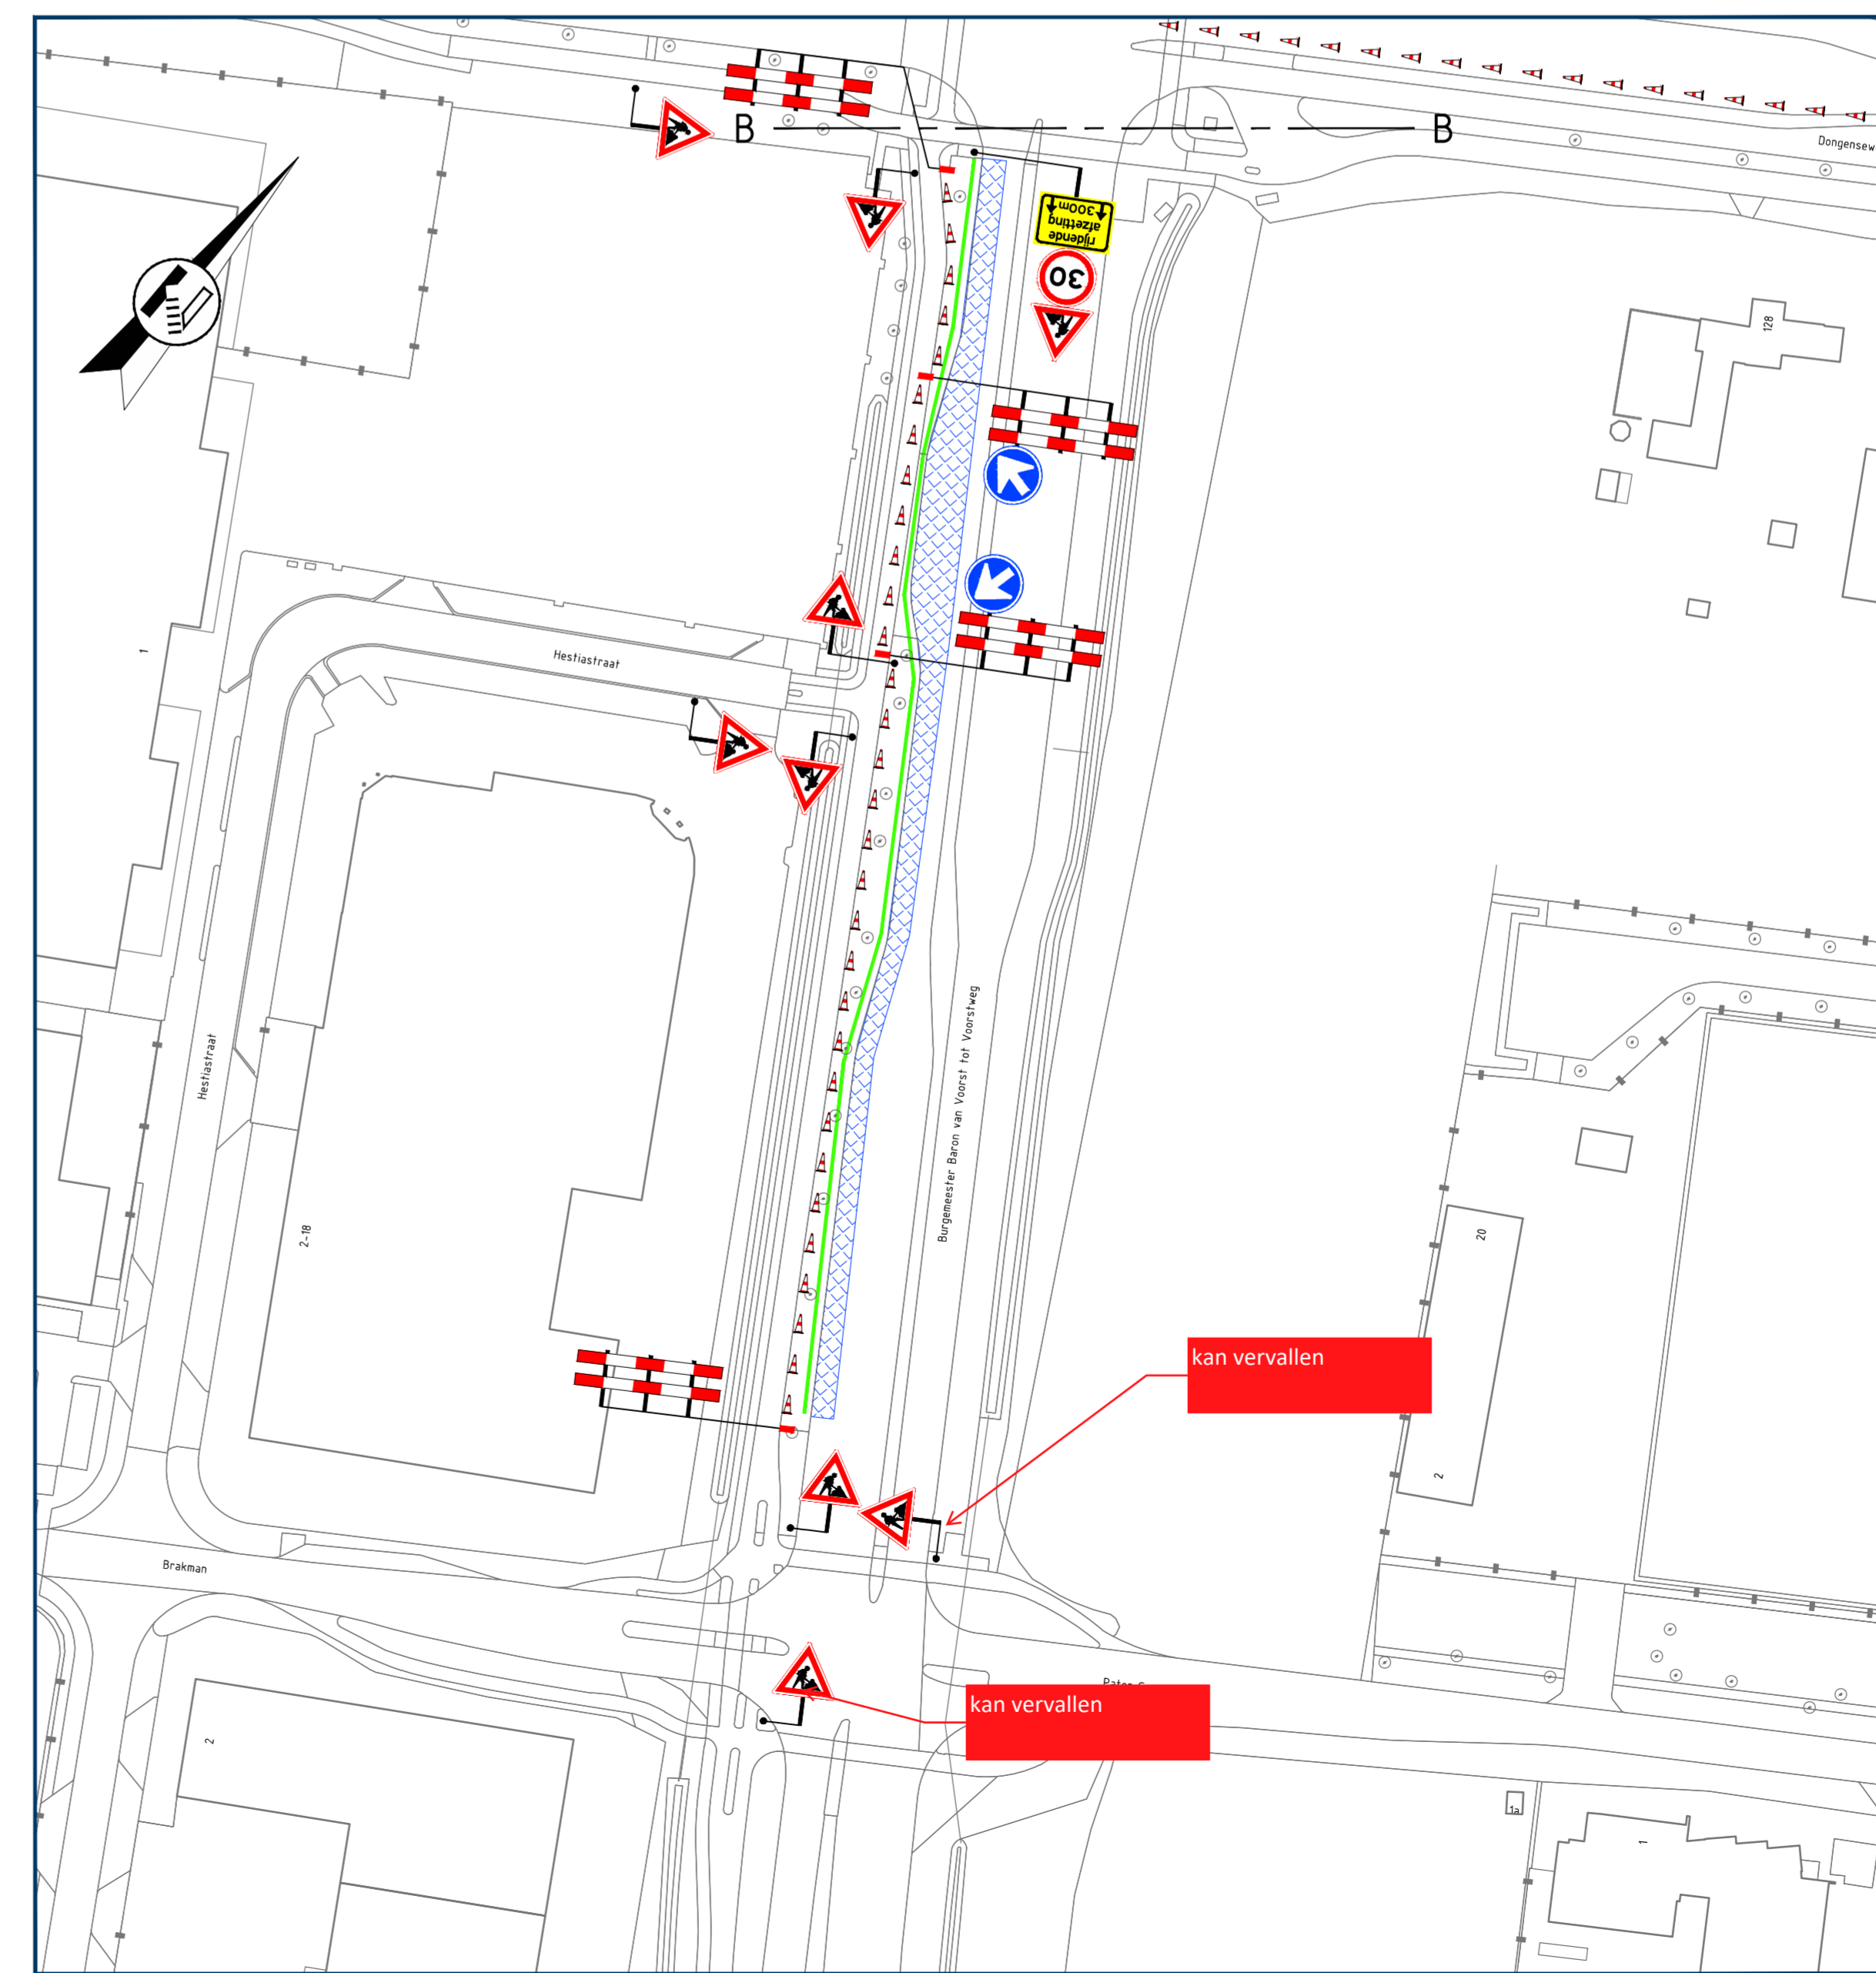 B
B
Dongensew
rijdende
afzetting
300m
30
128
1
Hestiastraat
Burgemeester Baron van Voorst tot Voorstweg
Hestiastraat
2-18
20
kan vervallen
2
Brakman
kan vervallen
2
1a
1